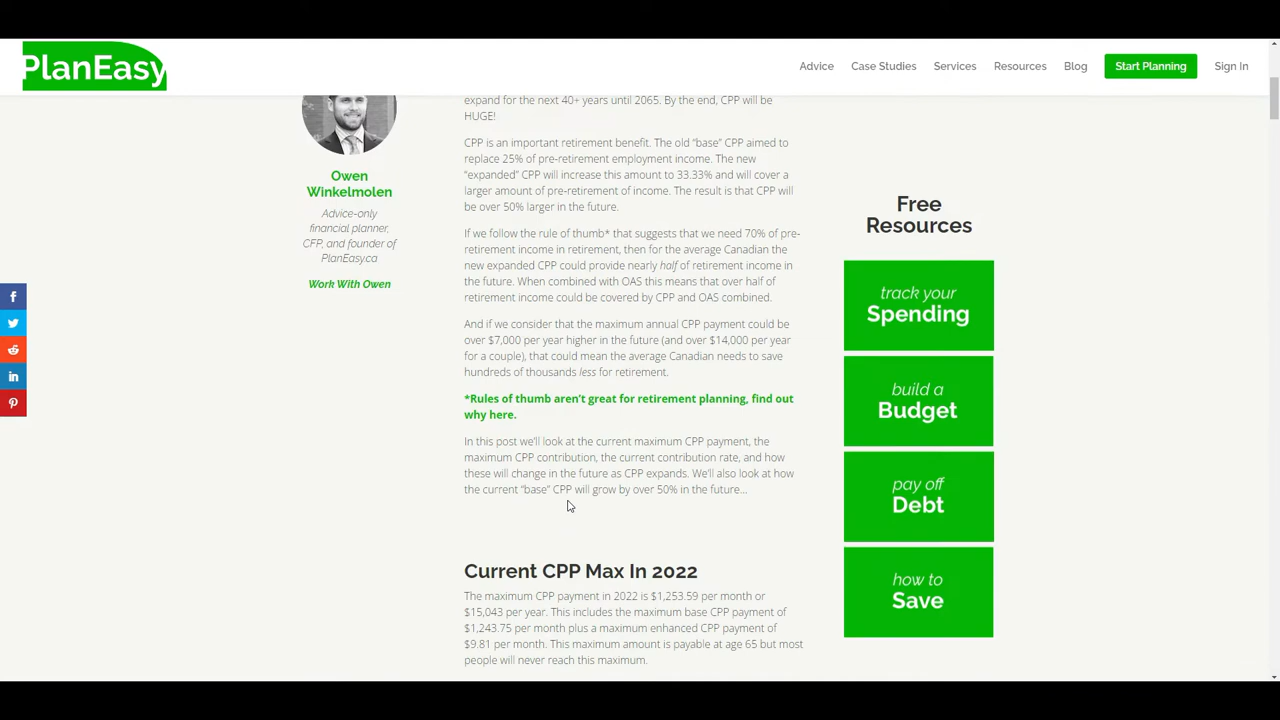 PlanEasy
Advice
Case Studies
Services
Resources
Blog
Start Planning
Sign In
Owen
Winkelmolen
Advice-only
financial planner,
CFP, and founder of
PlanEasy.ca
Work With Owen
expand for the next 40+ years until 2065. By the end, CPP will be
HUGE!
CPP is an important retirement benefit. The old “base” CPP aimed to
replace 25% of pre-retirement employment income. The new
“expanded” CPP will increase this amount to 33.33% and will cover a
larger amount of pre-retirement of income. The result is that CPP will
be over 50% larger in the future.
If we follow the rule of thumb* that suggests that we need 70% of pre-
retirement income in retirement, then for the average Canadian the
new expanded CPP could provide nearly half of retirement income in
the future. When combined with OAS this means that over half of
retirement income could be covered by CPP and OAS combined.
And if we consider that the maximum annual CPP payment could be
over $7,000 per year higher in the future (and over $14,000 per year
for a couple), that could mean the average Canadian needs to save
hundreds of thousands less for retirement.
*Rules of thumb aren’t great for retirement planning, find out
why here.
In this post we’ll look at the current maximum CPP payment, the
maximum CPP contribution, the current contribution rate, and how
these will change in the future as CPP expands. We’ll also look at how
the current “base” CPP will grow by over 50% in the future…
Current CPP Max In 2022
The maximum CPP payment in 2022 is $1,253.59 per month or
$15,043 per year. This includes the maximum base CPP payment of
$1,243.75 per month plus a maximum enhanced CPP payment of
$9.81 per month. This maximum amount is payable at age 65 but most
people will never reach this maximum.
Free
Resources
track your
Spending
build a
Budget
pay off
Debt
how to
Save